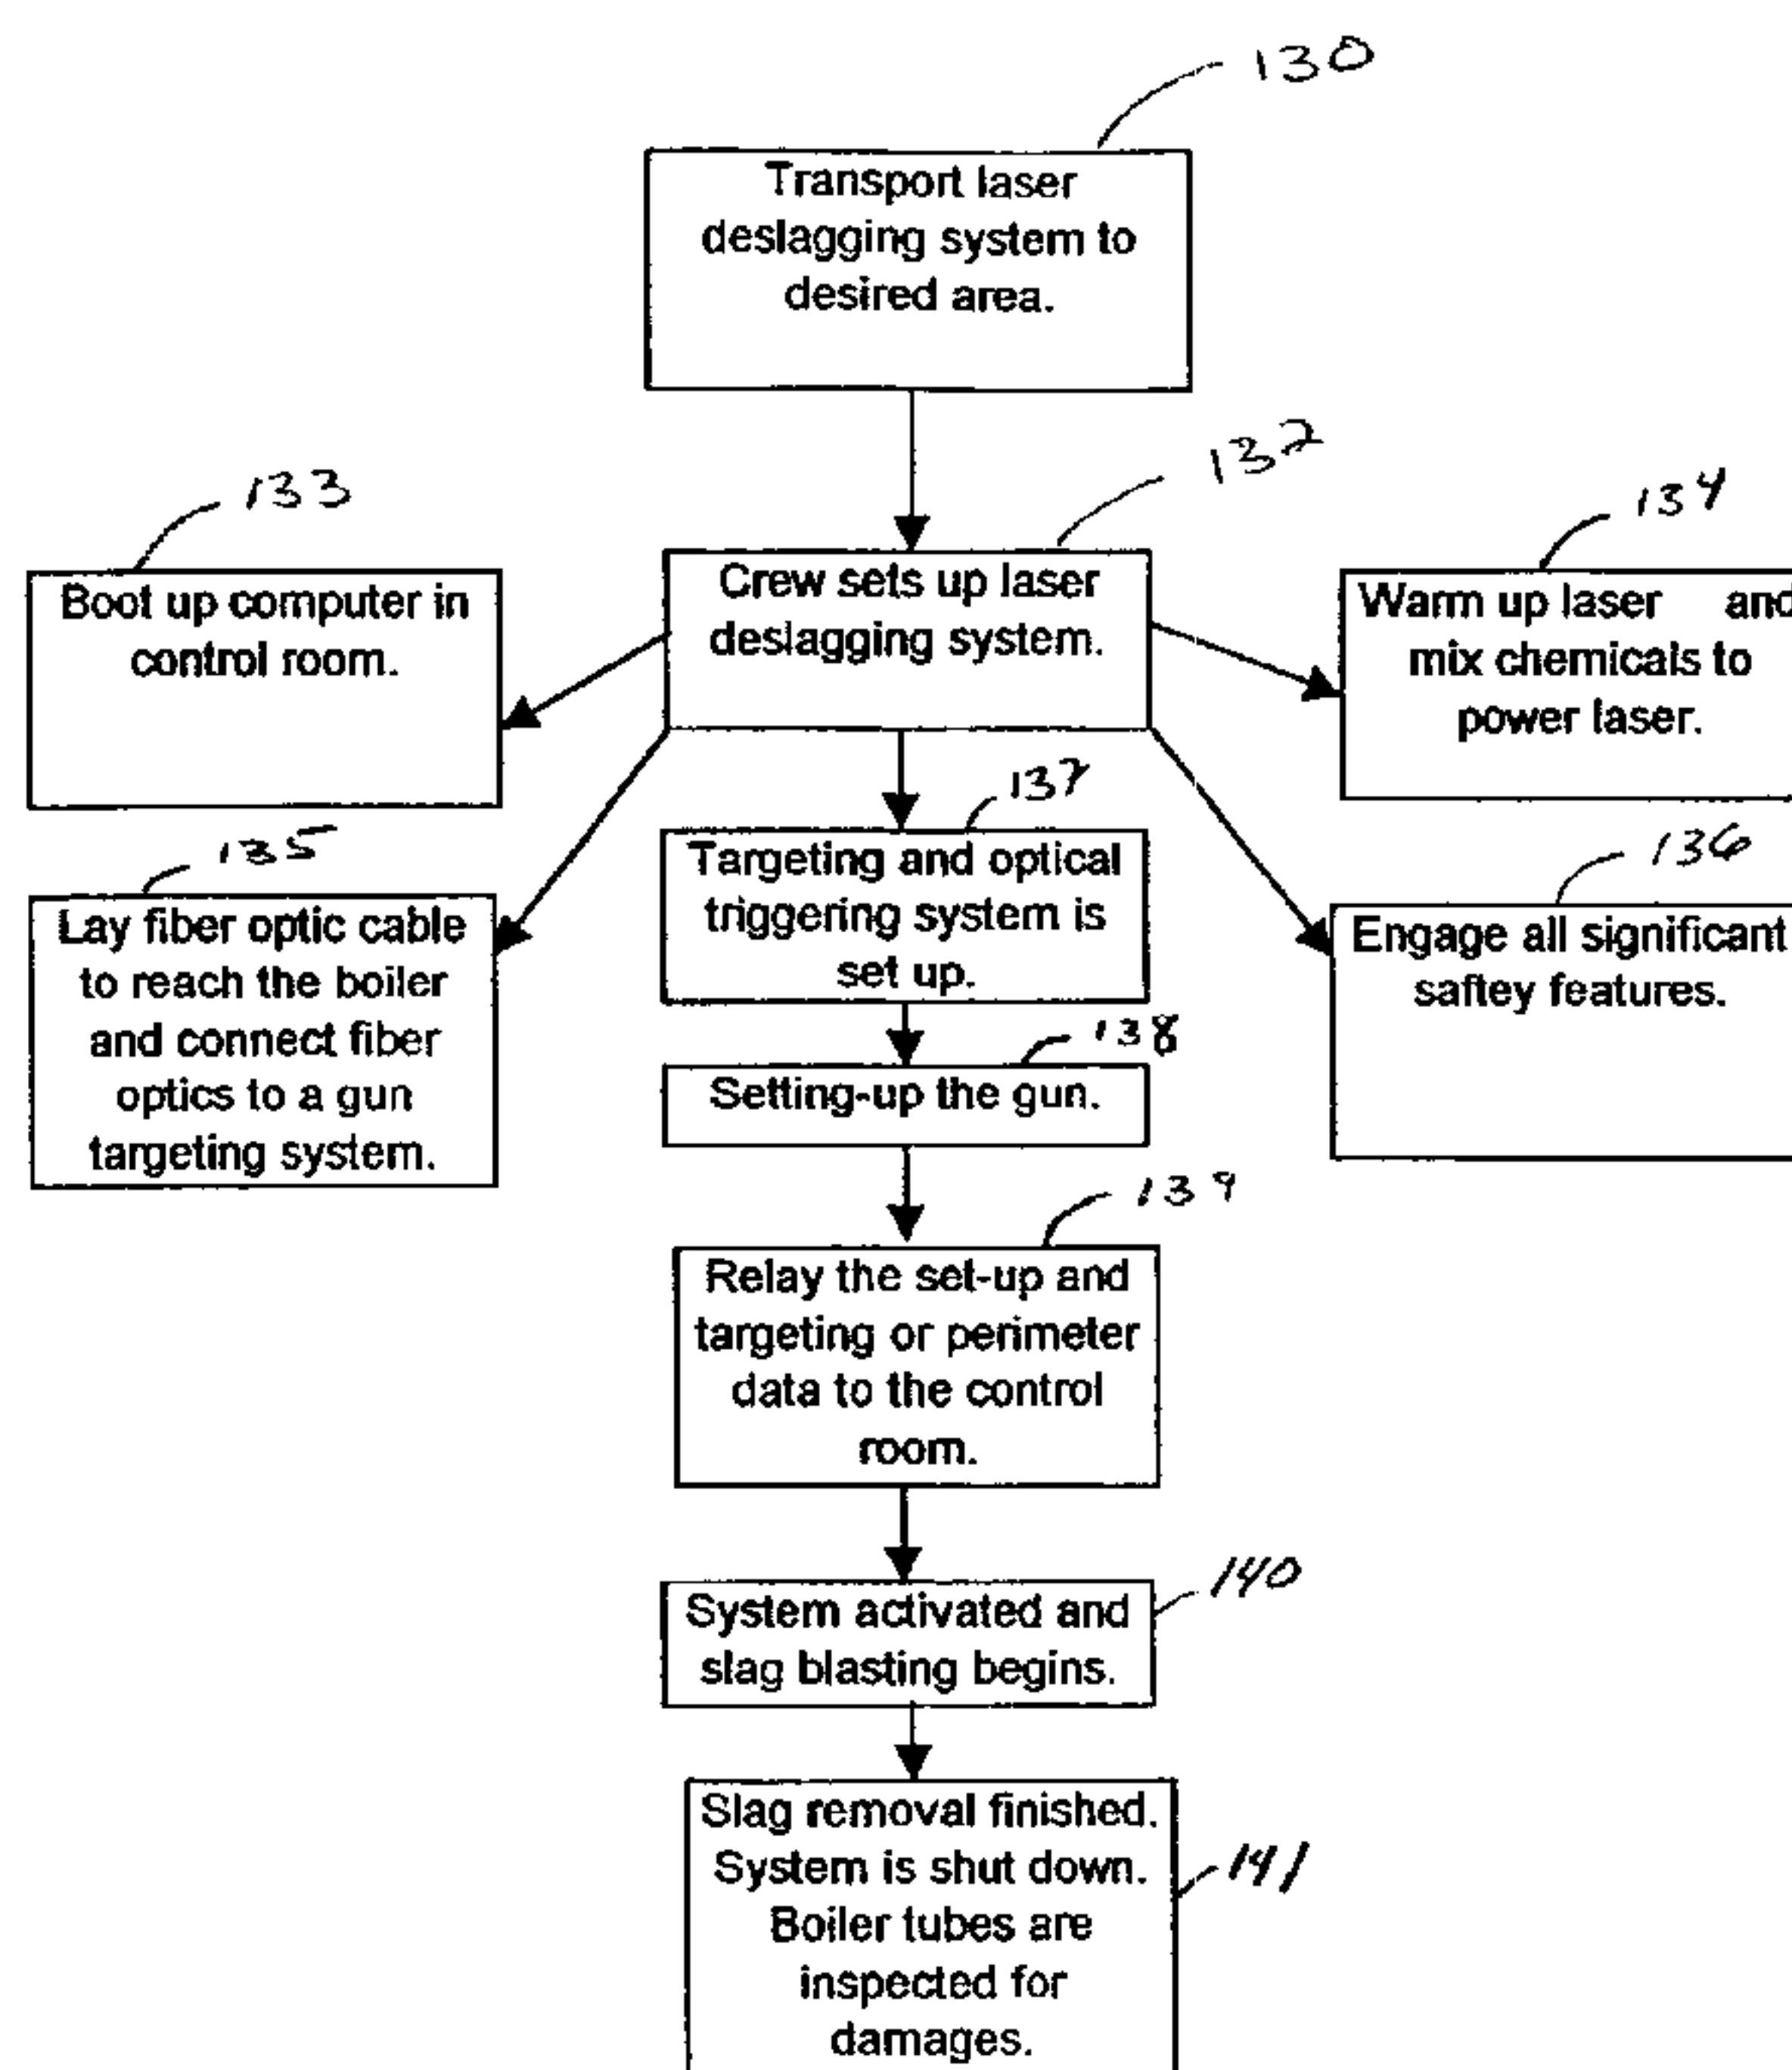 130
Transport laser
deslagging system to
desired area.
132
Crew sets up laser
deslagging system.
133
Boot up computer in
control room.
134
Warm up laser and
mix chemicals to
power laser.
135
Lay fiber optic cable
to reach the boiler
and connect fiber
optics to a gun
targeting system.
137
Targeting and optical
triggering system is
set up.
136
Engage all significant
saftey features.
138
Setting-up the gun.
139
Relay the set-up and
targeting or perimeter
data to the control
room.
140
System activated and
slag blasting begins.
141
Slag removal finished.
System is shut down.
Boiler tubes are
inspected for
damages.